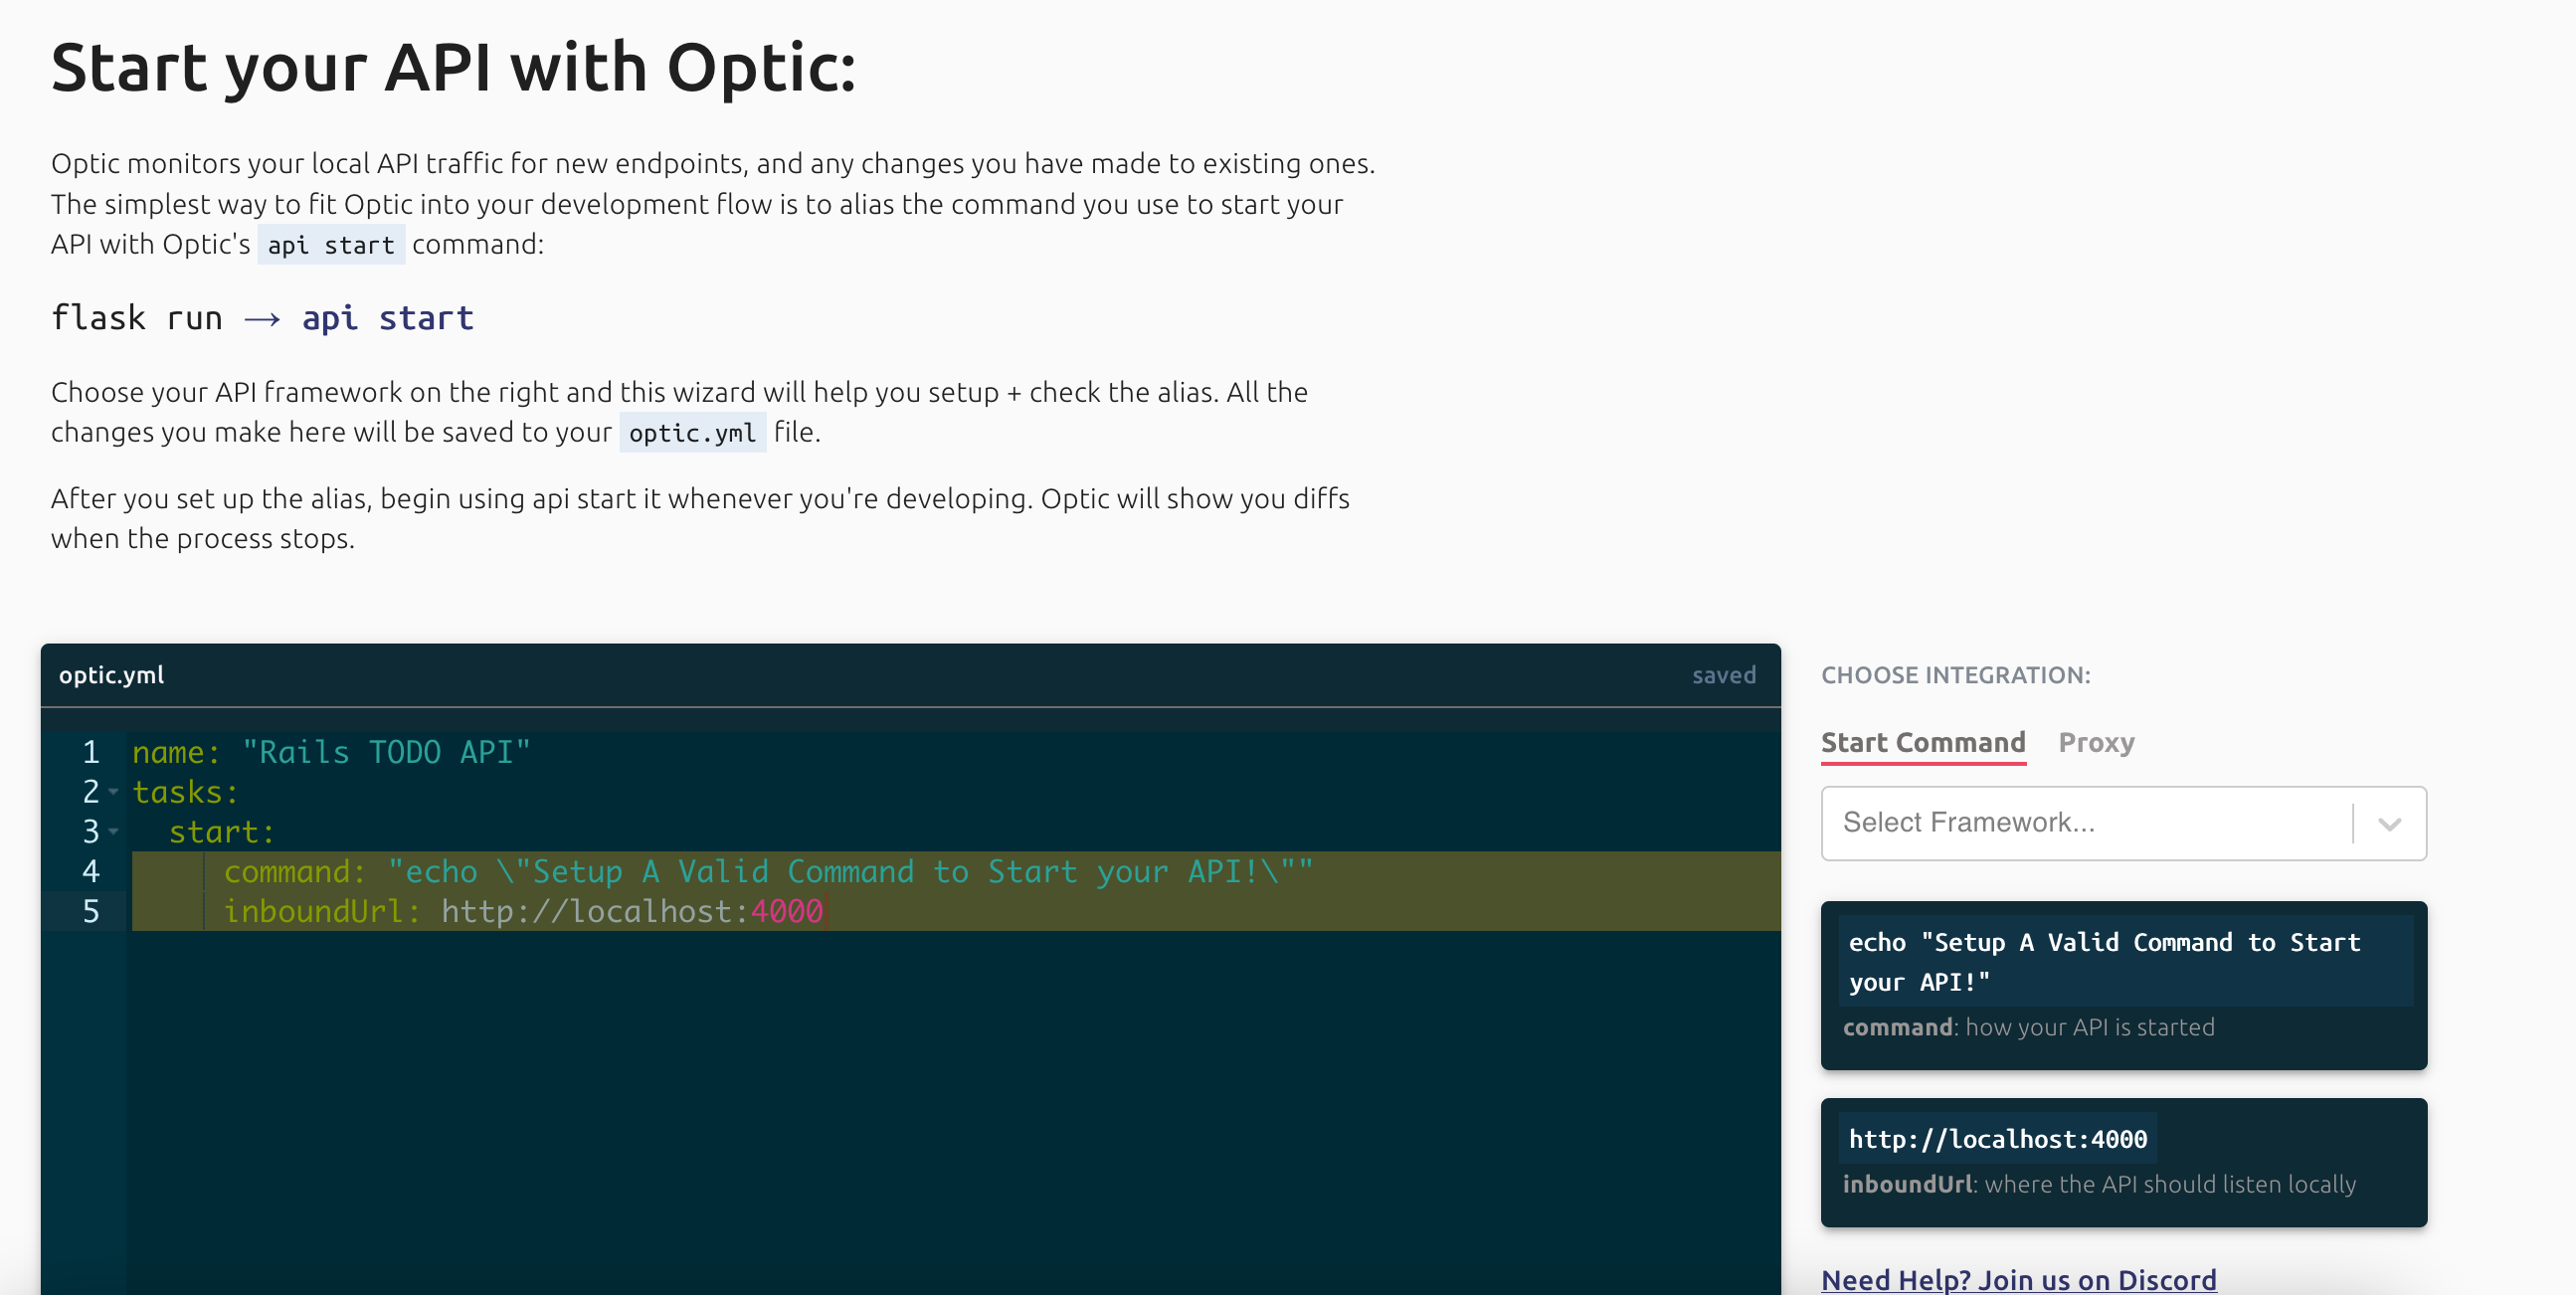 Start your API with Optic:
Optic monitors your local API traffic for new endpoints, and any changes you have made to existing ones.
The simplest way to fit Optic into your development flow is to alias the command you use to start your
API with Optic's api start command:
flask run → api start
Choose your API framework on the right and this wizard will help you setup + check the alias. All the
changes you make here will be saved to your optic.yml file.
After you set up the alias, begin using api start it whenever you're developing. Optic will show you diffs
when the process stops.
optic.yml
saved
1 name: "Rails TODO API"
2 tasks:
3   start:
4     command: "echo \"Setup A Valid Command to Start your API!\""
5     inboundUrl: http://localhost:4000
CHOOSE INTEGRATION:
Start Command Proxy
Select Framework...
echo "Setup A Valid Command to Start
your API!"
command: how your API is started
http://localhost:4000
inboundUrl: where the API should listen locally
Need Help? Join us on Discord